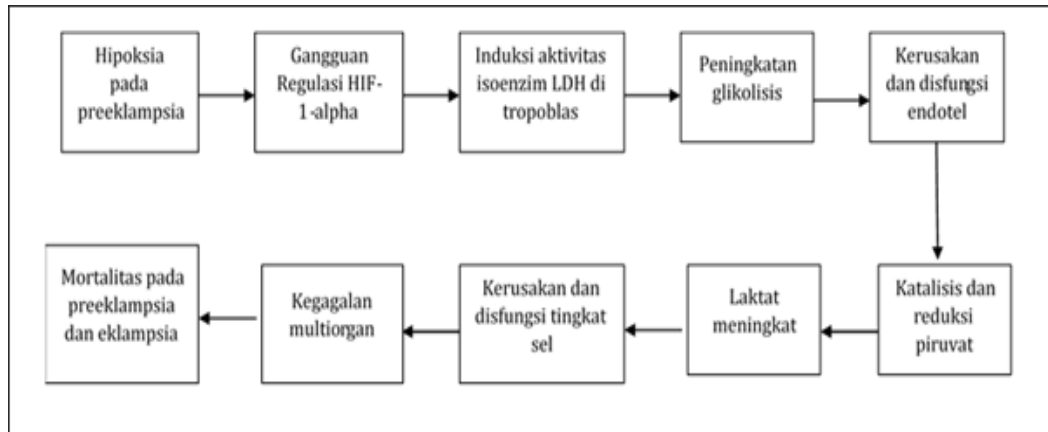 Hipoksia
pada
preeklampsia
Gangguan
Regulasi HIF-
1-alpha
Induksi aktivitas
isoenzim LDH di
tropoblas
Peningkatan
glikolisis
Kerusakan
dan disfungsi
endotel
Katalisis dan
reduksi
piruvat
Laktat
meningkat
Kerusakan dan
disfungsi tingkat
sel
Kegagalan
multiorgan
Mortalitas pada
preeklampsia
dan eklampsia